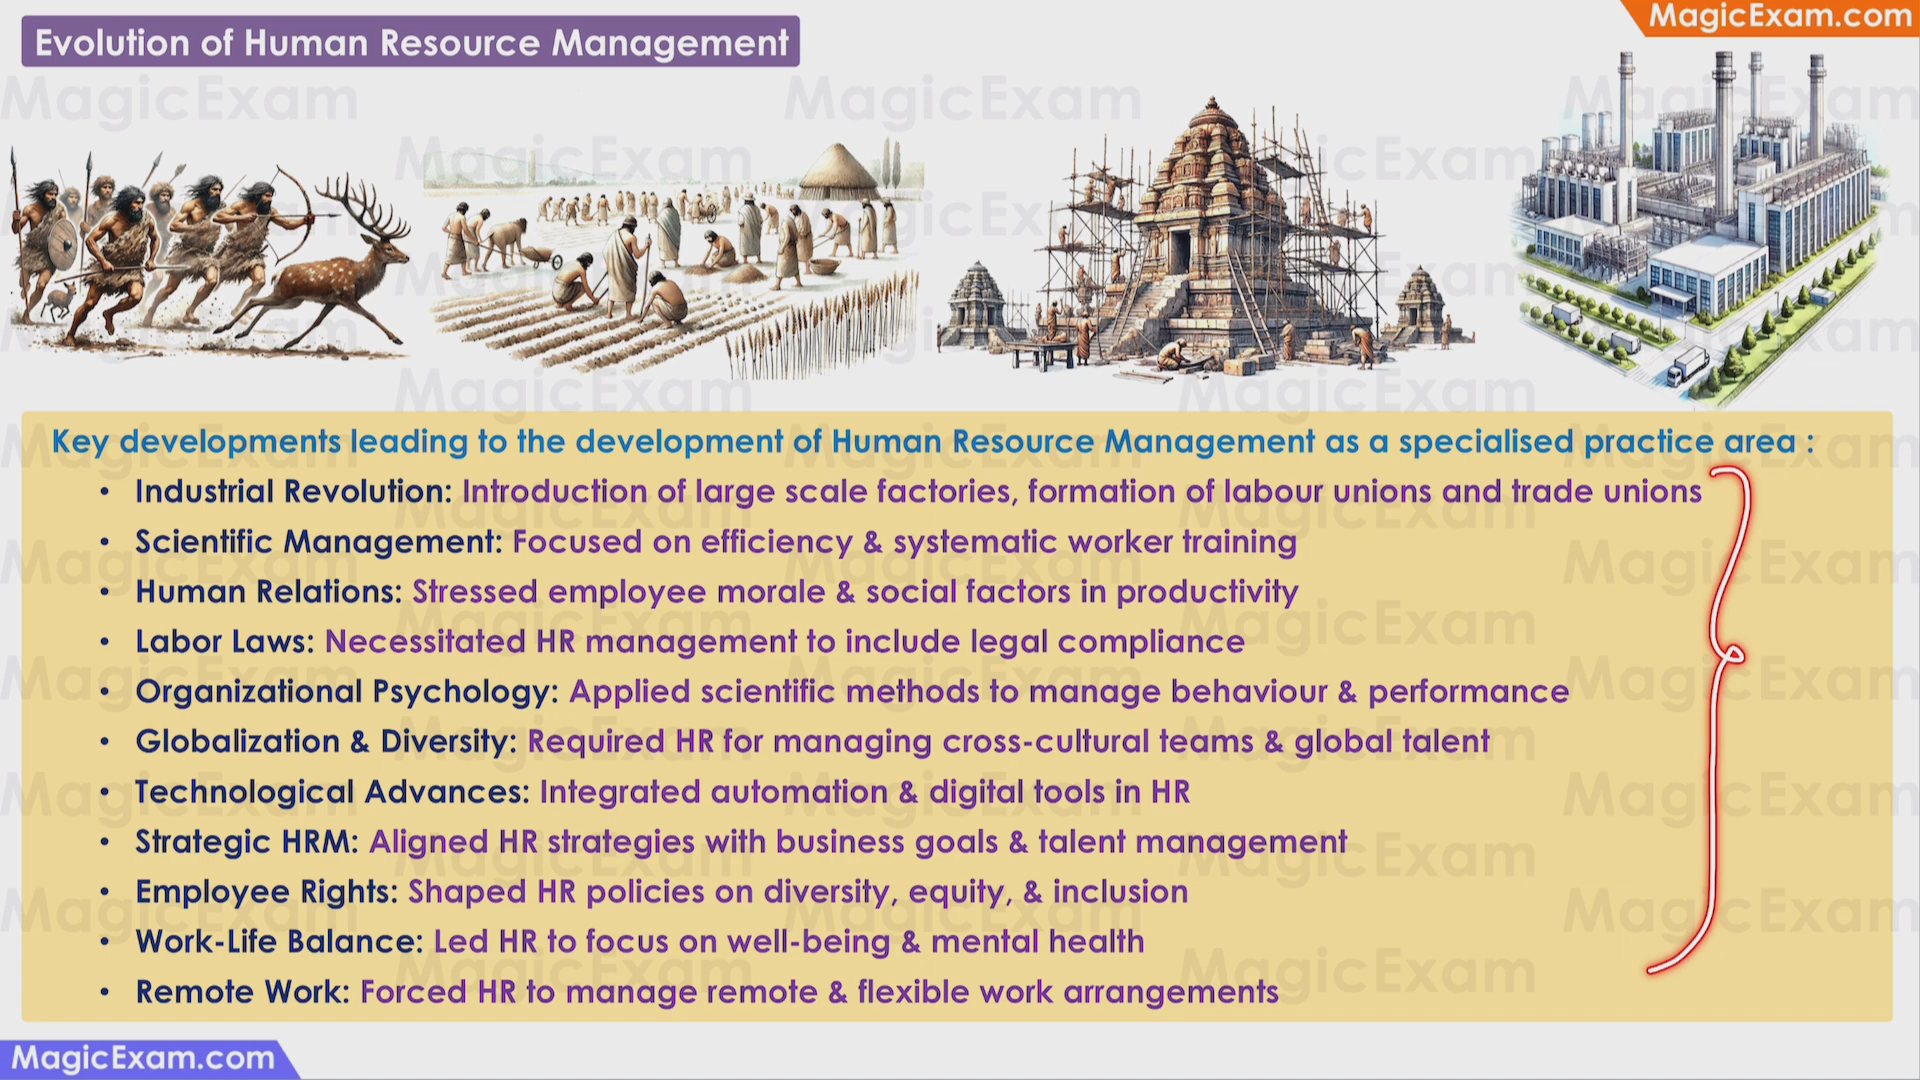 Evolution of Human Resource Management
MagicExam.com
Key developments leading to the development of Human Resource Management as a specialised practice area :
• Industrial Revolution: Introduction of large scale factories, formation of labour unions and trade unions
• Scientific Management: Focused on efficiency & systematic worker training
• Human Relations: Stressed employee morale & social factors in productivity
• Labor Laws: Necessitated HR management to include legal compliance
• Organizational Psychology: Applied scientific methods to manage behaviour & performance
• Globalization & Diversity: Required HR for managing cross-cultural teams & global talent
• Technological Advances: Integrated automation & digital tools in HR
• Strategic HRM: Aligned HR strategies with business goals & talent management
• Employee Rights: Shaped HR policies on diversity, equity, & inclusion
• Work-Life Balance: Led HR to focus on well-being & mental health
• Remote Work: Forced HR to manage remote & flexible work arrangements
MagicExam.com